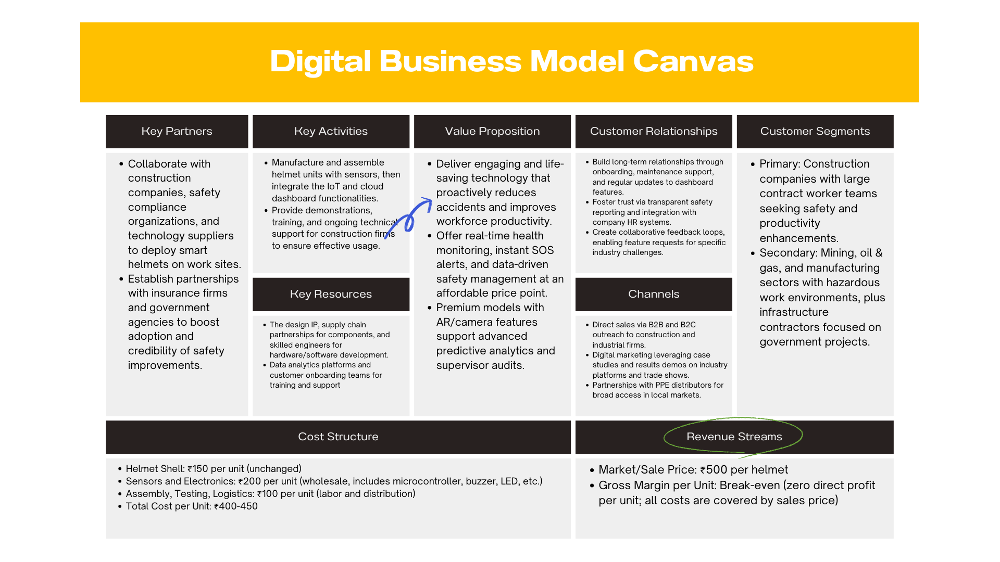 Digital Business Model Canvas
Key Partners
Collaborate with
construction
companies, safety
compliance
organizations, and
technology suppliers
to deploy smart
helmets on work sites.
Establish partnerships
with insurance firms
and government
agencies to boost
adoption and
credibility of safety
improvements.
Key Activities
Manufacture and assemble
helmet units with sensors, then
integrate the IoT and cloud
dashboard functionalities.
Provide demonstrations,
training, and ongoing technical
support for construction firms
to ensure effective usage.
Key Resources
The design IP, supply chain
partnerships for components, and
skilled engineers for
hardware/software development.
Data analytics platforms and
customer onboarding teams for
training and support
Value Proposition
Deliver engaging and life-
saving technology that
proactively reduces
accidents and improves
workforce productivity.
Offer real-time health
monitoring, instant SOS
alerts, and data-driven
safety management at an
affordable price point.
Premium models with
AR/camera features
support advanced
predictive analytics and
supervisor audits.
Customer Relationships
Build long-term relationships through
onboarding, maintenance support,
and regular updates to dashboard
features.
Foster trust via transparent safety
reporting and integration with
company HR systems.
Create collaborative feedback loops,
enabling feature requests for specific
industry challenges.
Channels
Direct sales via B2B and B2C
outreach to construction and
industrial firms.
Digital marketing leveraging case
studies and results demos on industry
platforms and trade shows.
Partnerships with PPE distributors for
broad access in local markets.
Customer Segments
Primary: Construction
companies with large
contract worker teams
seeking safety and
productivity
enhancements.
Secondary: Mining, oil &
gas, and manufacturing
sectors with hazardous
work environments, plus
infrastructure
contractors focused on
government projects.
Cost Structure
Helmet Shell: ₹150 per unit (unchanged)
Sensors and Electronics: ₹200 per unit (wholesale, includes microcontroller, buzzer, LED, etc.)
Assembly, Testing, Logistics: ₹100 per unit (labor and distribution)
Total Cost per Unit: ₹400-450
Revenue Streams
Market/Sale Price: ₹500 per helmet
Gross Margin per Unit: Break-even (zero direct profit
per unit; all costs are covered by sales price)